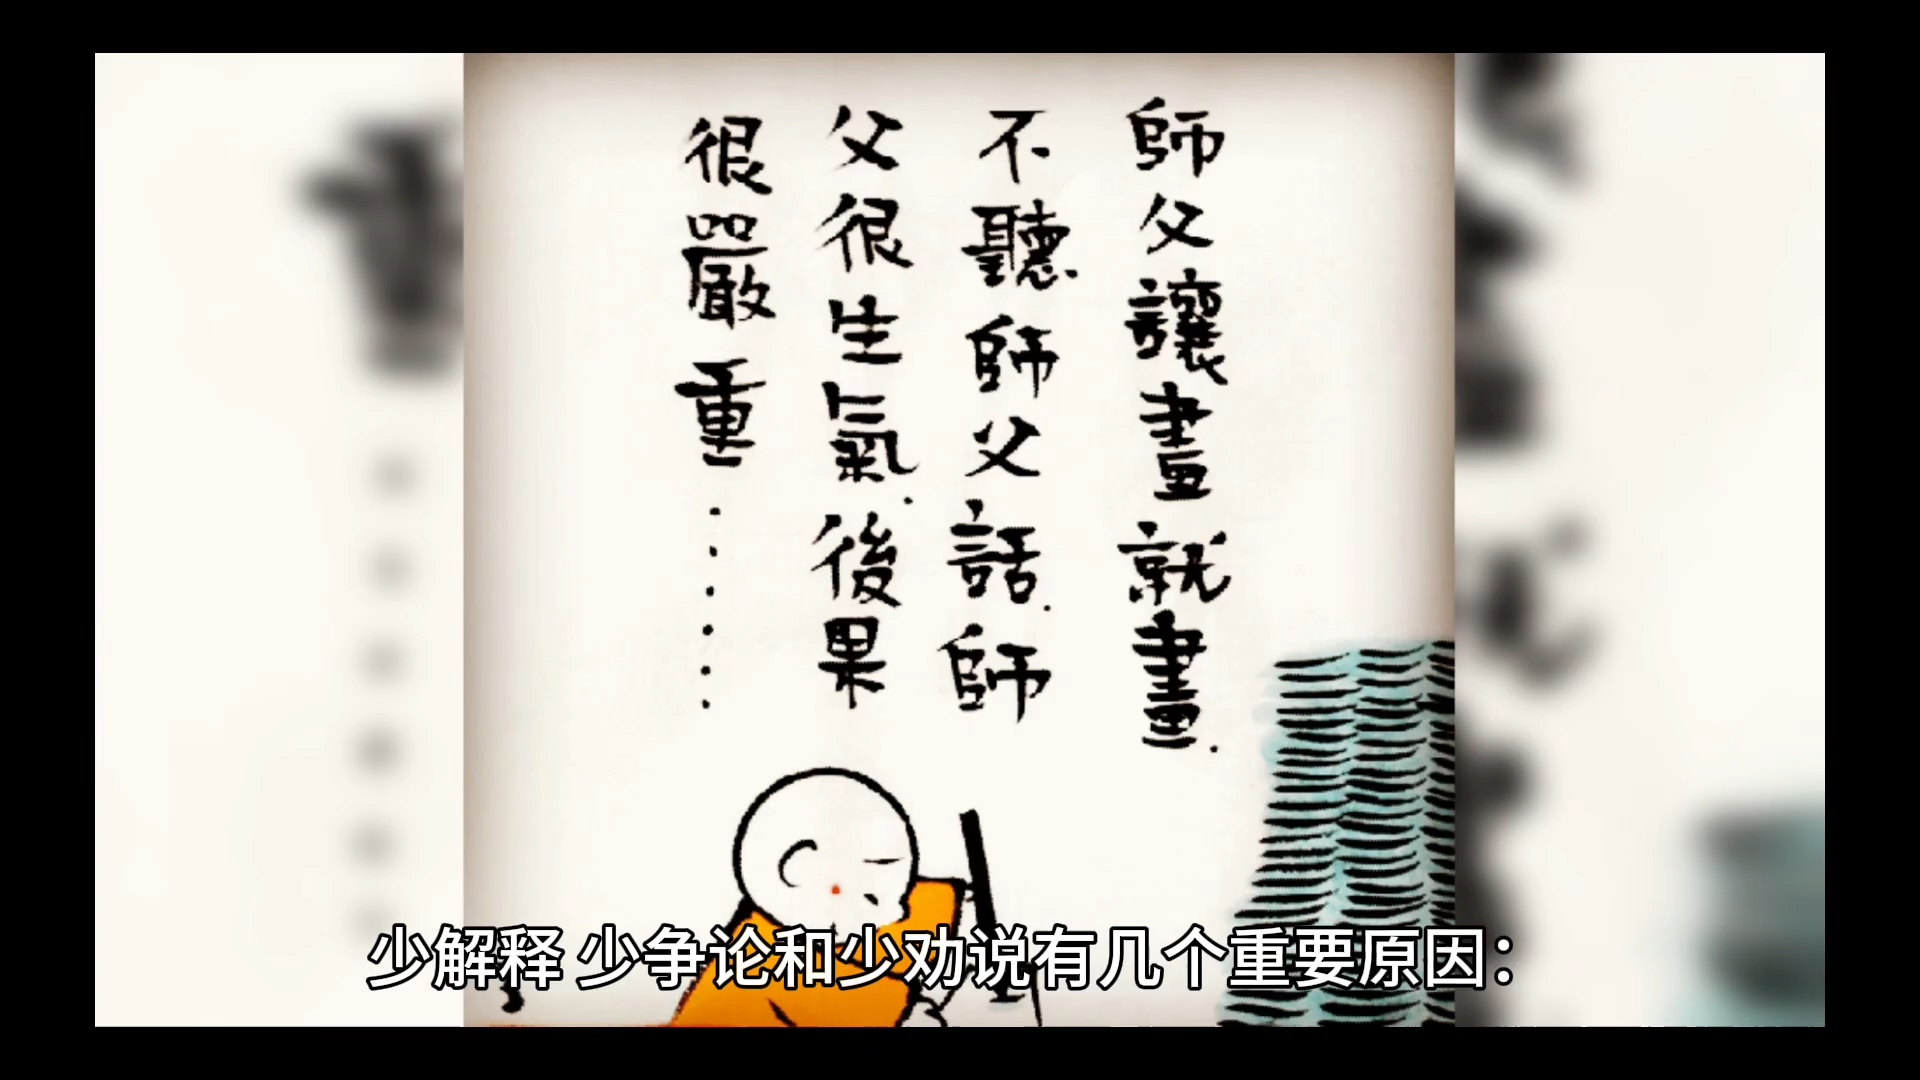 師父讓畫就畫.
不聽師父話.師
父很生氣.後果
很嚴重······
少解释 少争论和少劝说有几个重要原因：